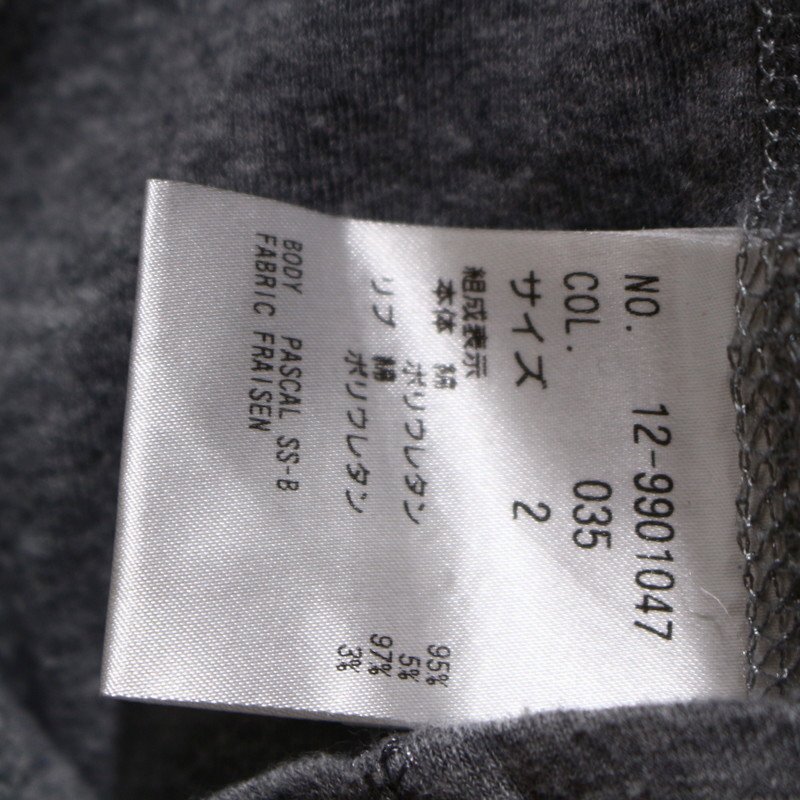 NO. 12-9901047
COL. 035
サイズ 2
組成表示
本体 綿 95%
ポリウレタン 5%
リブ 綿 97%
ポリウレタン 3%
BODY PASCAL SS-B
FABRIC FRAISEN